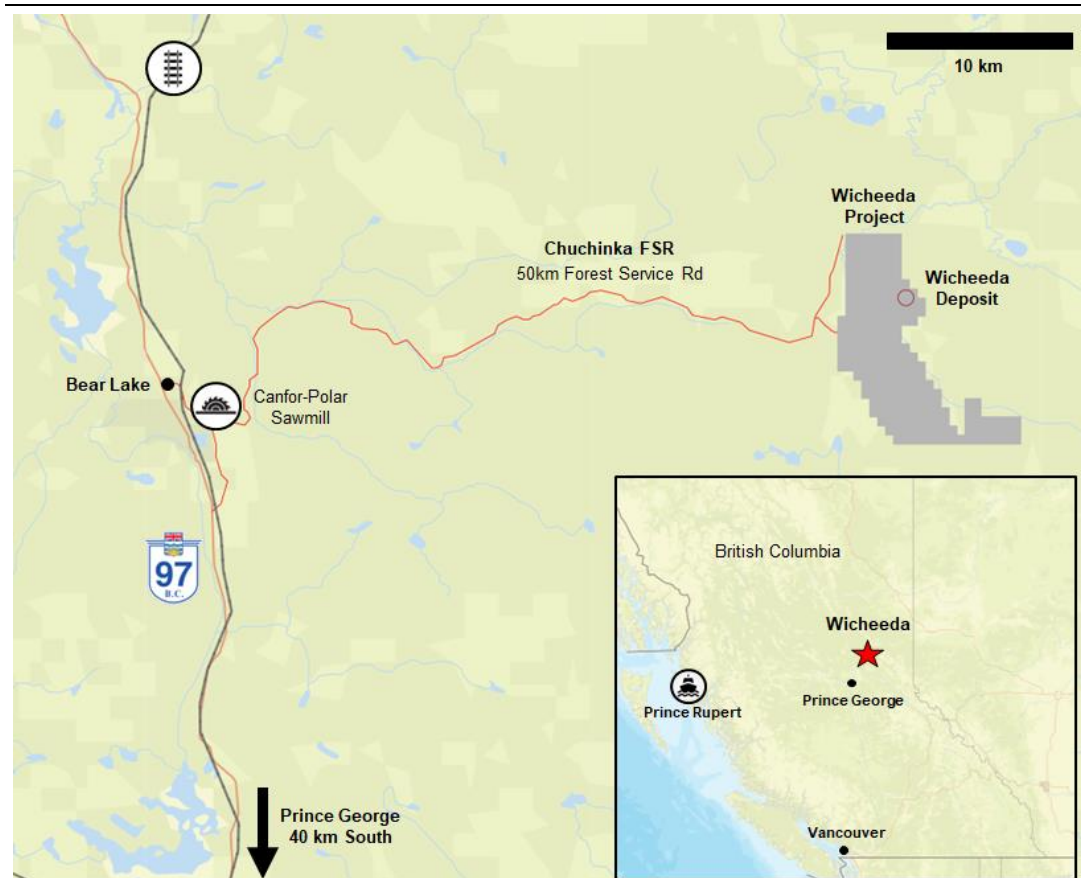 10 km
Wicheeda
Project
Chuchinka FSR
50km Forest Service Rd
Wicheeda
Deposit
Bear Lake
Canfor-Polar
Sawmill
97
B.C.
British Columbia
Wicheeda
Prince George
Prince Rupert
Vancouver
Prince George
40 km South